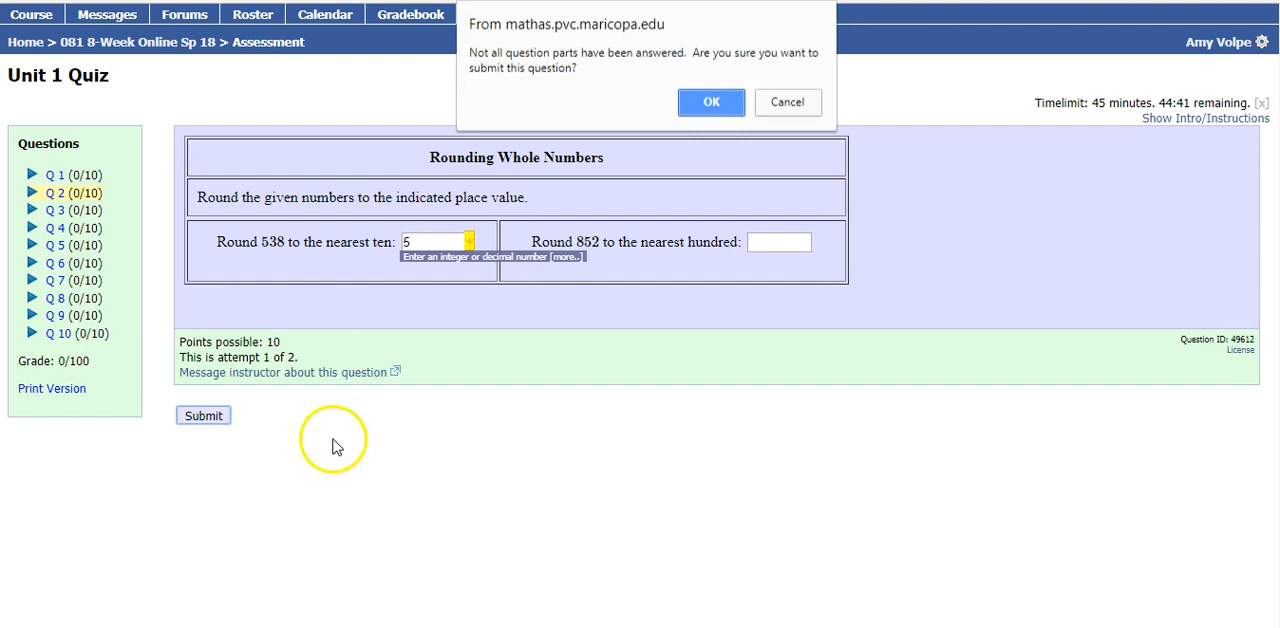 Course Messages Forums Roster Calendar Gradebook
Home > 081 8-Week Online Sp 18 > Assessment
Amy Volpe
From mathas.pvc.maricopa.edu
Not all question parts have been answered. Are you sure you want to
submit this question?
OK Cancel
Unit 1 Quiz
Timelimit: 45 minutes. 44:41 remaining. [x]
Show Intro/Instructions
Questions
Q 1 (0/10)
Q 2 (0/10)
Q 3 (0/10)
Q 4 (0/10)
Q 5 (0/10)
Q 6 (0/10)
Q 7 (0/10)
Q 8 (0/10)
Q 9 (0/10)
Q 10 (0/10)
Grade: 0/100
Print Version
Rounding Whole Numbers
Round the given numbers to the indicated place value.
Round 538 to the nearest ten: 5
Enter an integer or decimal number [more..]
Round 852 to the nearest hundred:
Points possible: 10
This is attempt 1 of 2.
Message instructor about this question
Question ID: 49612
License
Submit